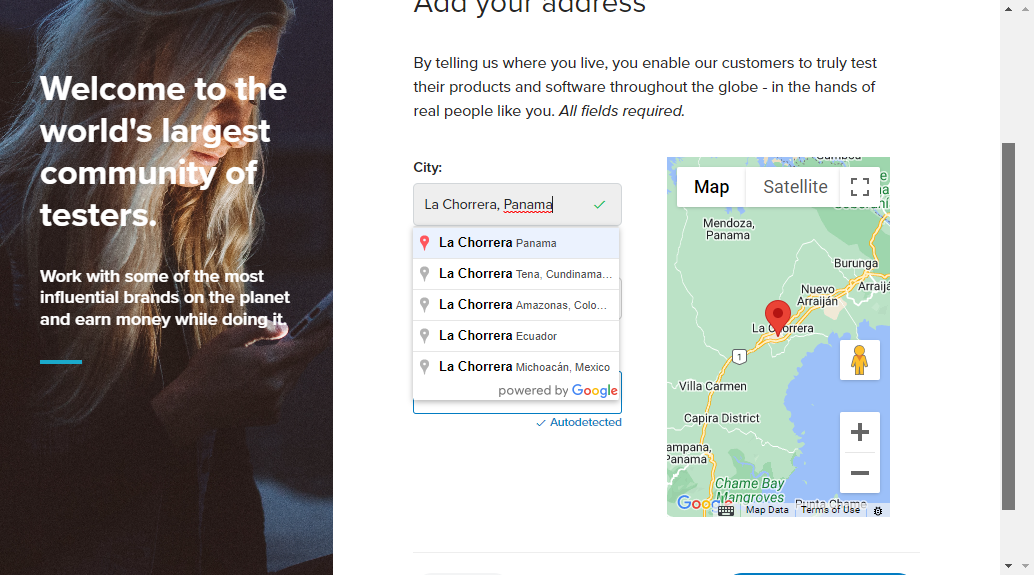 Add your address
Welcome to the
world's largest
community of
testers.
Work with some of the most
influential brands on the planet
and earn money while doing it.
By telling us where you live, you enable our customers to truly test
their products and software throughout the globe - in the hands of
real people like you. All fields required.
City:
La Chorrera, Panama
La Chorrera Panama
La Chorrera Tena, Cundinama...
La Chorrera Amazonas, Colo...
La Chorrera Ecuador
La Chorrera Michoacán, Mexico
powered by Google
Autodetected
Map
Satellite
Mendoza,
Panama
Burunga
Nuevo
Arraiján
La Chorrera
1
Villa Carmen
Capira District
Panama
Chame Bay
Mangroves
Punta Chame
Google
Map Data
Terms of Use